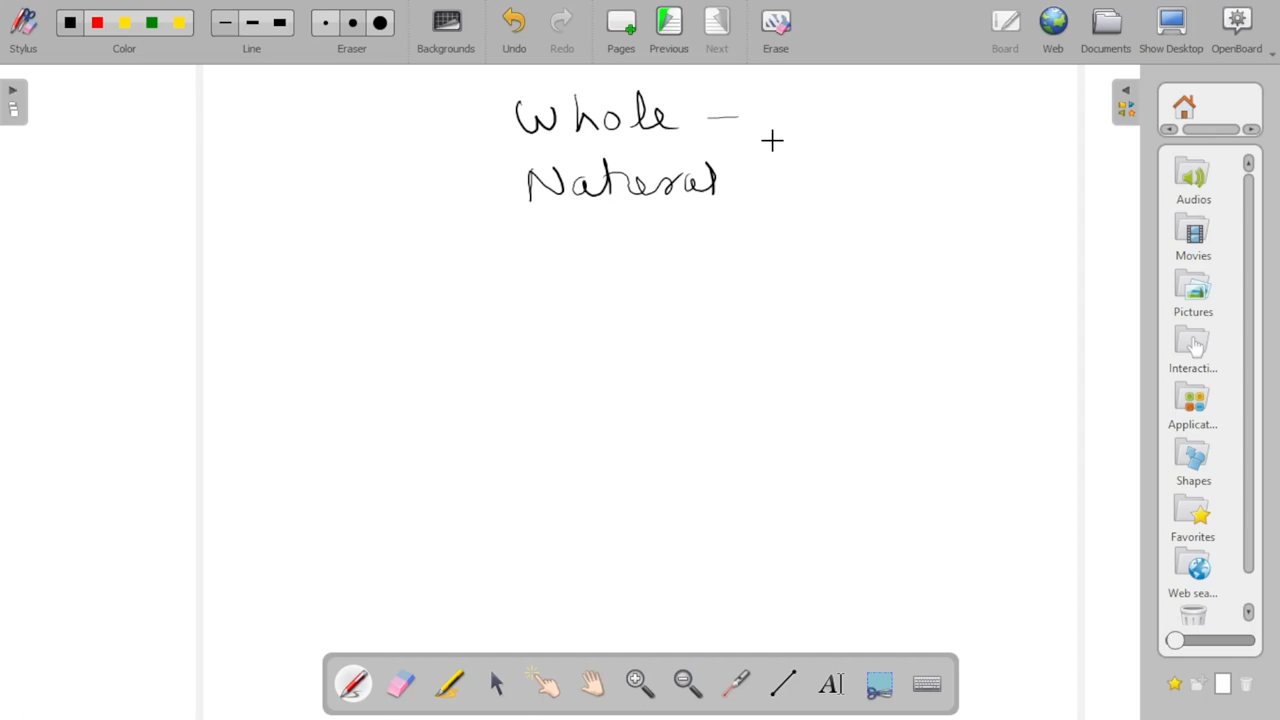 Stylus
Color
Line
Eraser
Backgrounds
Undo
Redo
Pages
Previous
Next
Erase
Board
Web
Documents
Show Desktop
OpenBoard
Whole —
Natural
Audios
Movies
Pictures
Interacti...
Applicat...
Shapes
Favorites
Web sea...
AI